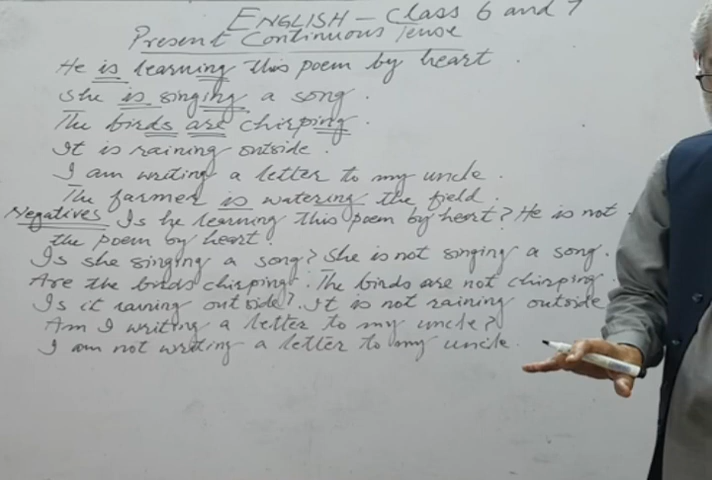 ENGLISH - Class 6 and 7
Present Continuous Tense
He is learning this poem by heart.
She is singing a song.
The birds are chirping.
It is raining outside.
I am writing a letter to my uncle.
The farmer is watering the field.
Negatives Is he learning this poem by heart? He is not
the poem by heart.
Is she singing a song? She is not singing a song.
Are the birds chirping. The birds are not chirping.
Is it raining outside? It is not raining outside
Am I writing a letter to my uncle?
I am not writing a letter to my uncle.